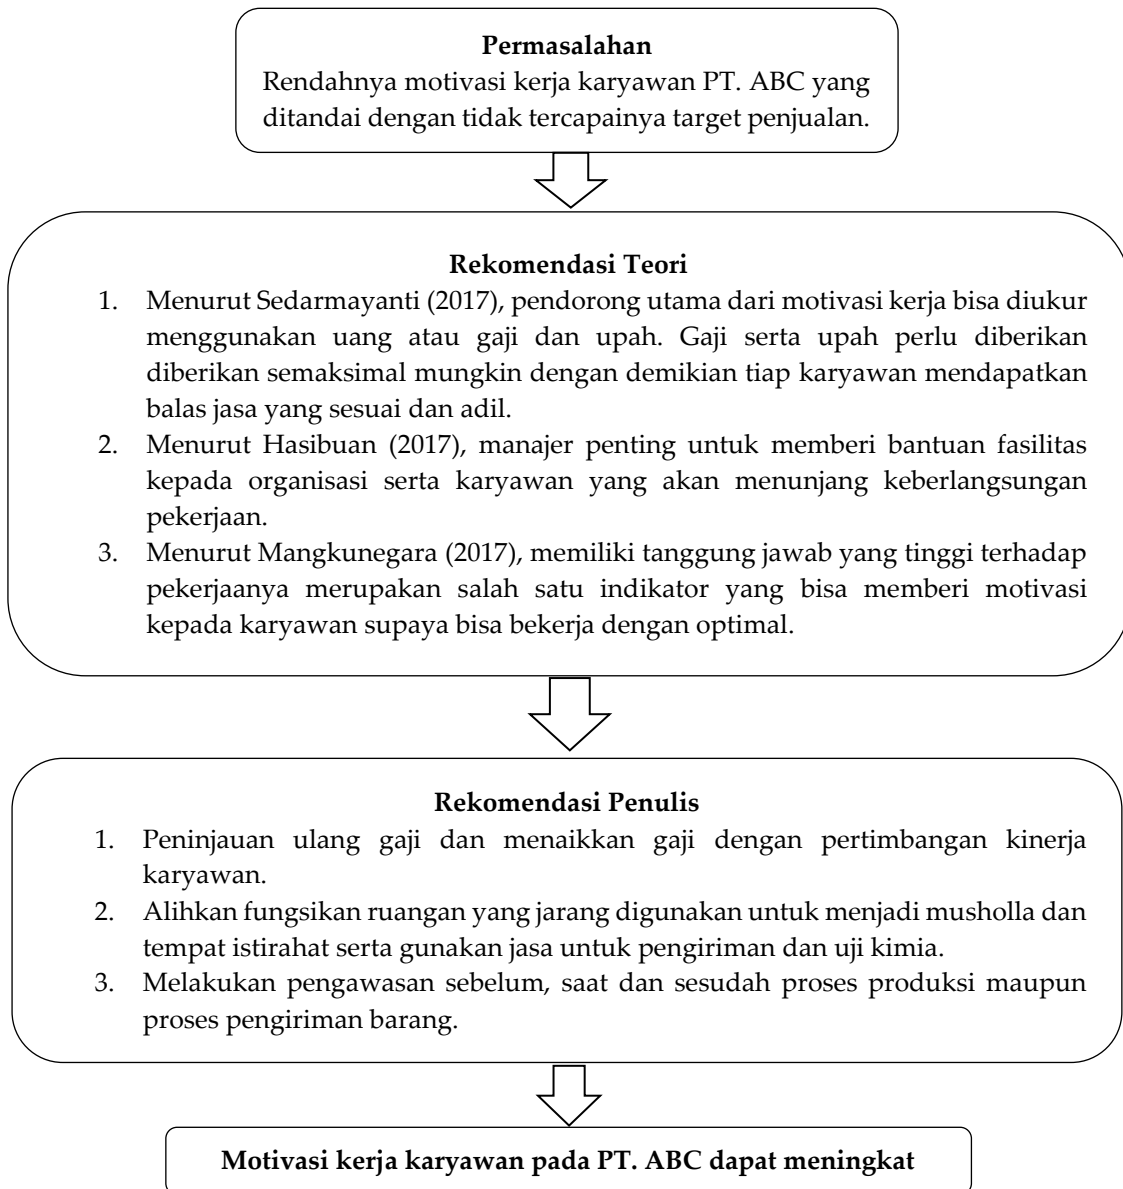 Permasalahan
Rendahnya motivasi kerja karyawan PT. ABC yang
ditandai dengan tidak tercapainya target penjualan.
Rekomendasi Teori
1. Menurut Sedarmayanti (2017), pendorong utama dari motivasi kerja bisa diukur
menggunakan uang atau gaji dan upah. Gaji serta upah perlu diberikan
diberikan semaksimal mungkin dengan demikian tiap karyawan mendapatkan
balas jasa yang sesuai dan adil.
2. Menurut Hasibuan (2017), manajer penting untuk memberi bantuan fasilitas
kepada organisasi serta karyawan yang akan menunjang keberlangsungan
pekerjaan.
3. Menurut Mangkunegara (2017), memiliki tanggung jawab yang tinggi terhadap
pekerjaanya merupakan salah satu indikator yang bisa memberi motivasi
kepada karyawan supaya bisa bekerja dengan optimal.
Rekomendasi Penulis
1. Peninjauan ulang gaji dan menaikkan gaji dengan pertimbangan kinerja
karyawan.
2. Alihkan fungsikan ruangan yang jarang digunakan untuk menjadi musholla dan
tempat istirahat serta gunakan jasa untuk pengiriman dan uji kimia.
3. Melakukan pengawasan sebelum, saat dan sesudah proses produksi maupun
proses pengiriman barang.
Motivasi kerja karyawan pada PT. ABC dapat meningkat